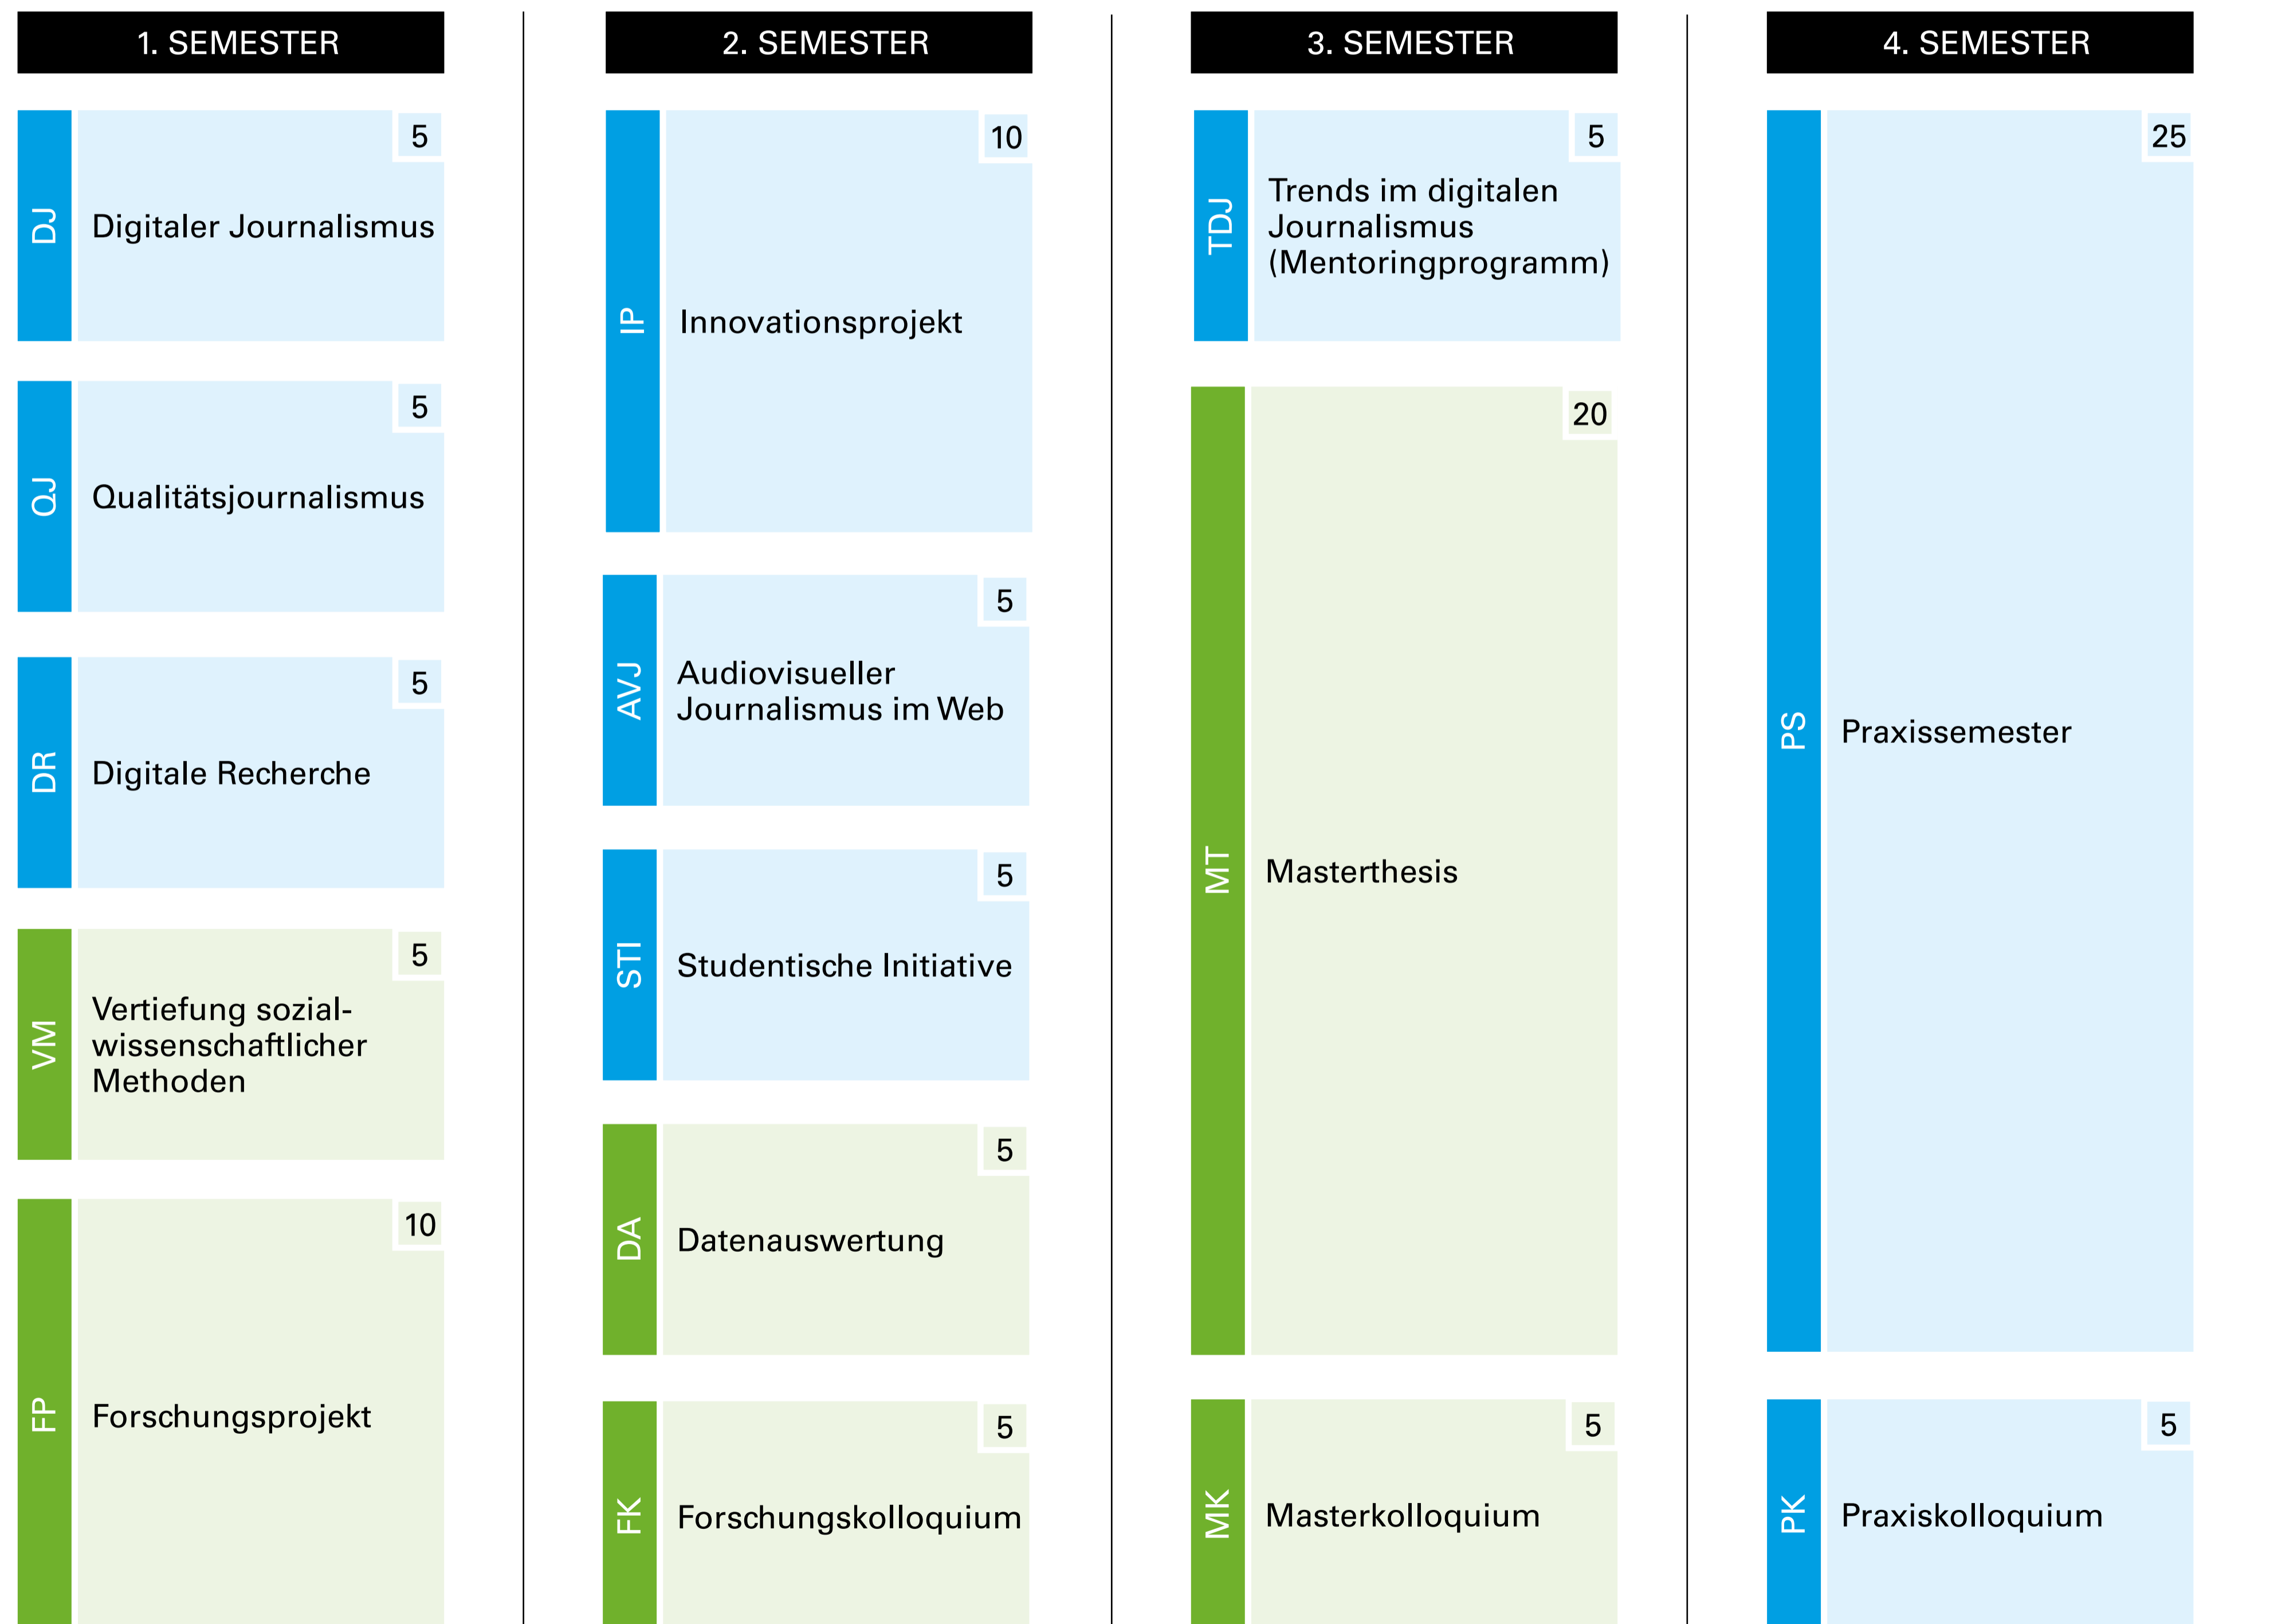 1. SEMESTER
DJ
5
Digitaler Journalismus
QJ
5
Qualitätsjournalismus
DR
5
Digitale Recherche
VM
5
Vertiefung sozial-
wissenschaftlicher
Methoden
FP
10
Forschungsprojekt
2. SEMESTER
IP
10
Innovationsprojekt
AVJ
5
Audiovisueller
Journalismus im Web
STI
5
Studentische Initiative
DA
5
Datenauswertung
FK
5
Forschungskolloquium
3. SEMESTER
TDJ
5
Trends im digitalen
Journalismus
(Mentoringprogramm)
MT
20
Masterthesis
MK
5
Masterkolloquium
4. SEMESTER
PS
25
Praxissemester
PK
5
Praxiskolloquium